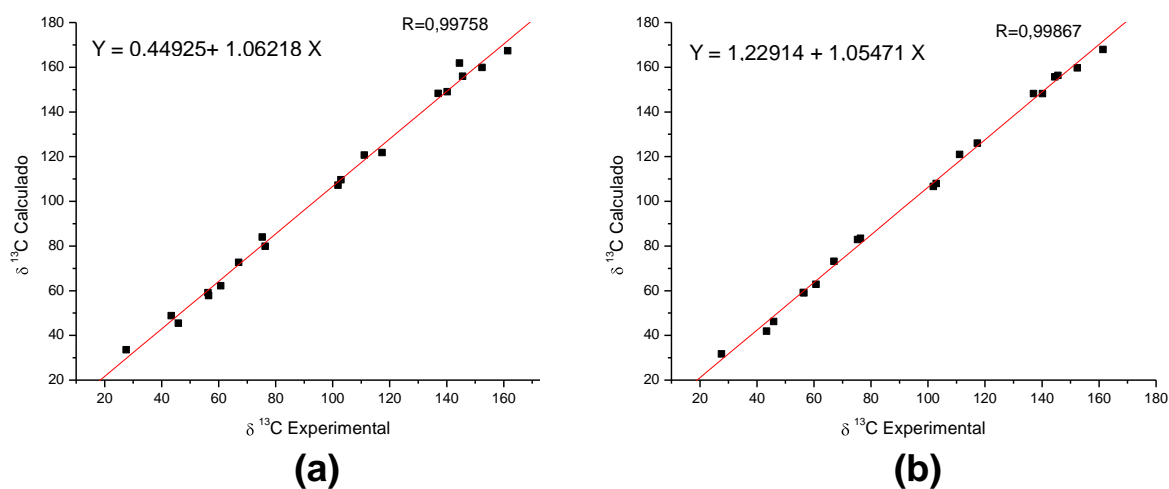 Y = 0.44925+ 1.06218 X
R=0,99758
180
160
140
120
100
80
60
40
20
δ ¹³C Calculado
20 40 60 80 100 120 140 160
δ ¹³C Experimental
(a)
Y = 1,22914 + 1,05471 X
R=0,99867
180
160
140
120
100
80
60
40
20
δ ¹³C Calculado
20 40 60 80 100 120 140 160 180
δ ¹³C Experimental
(b)